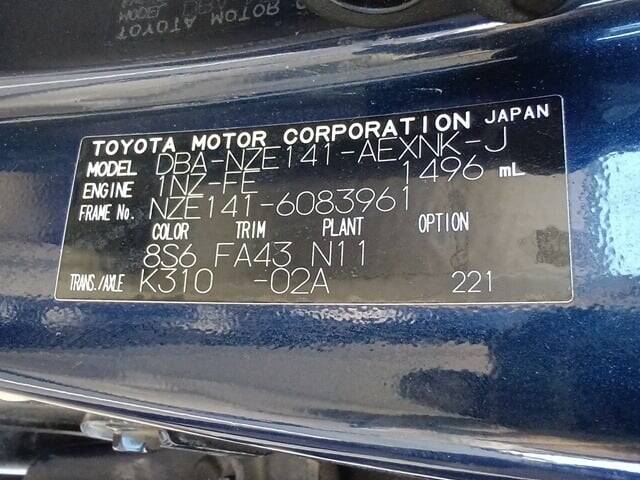 TOYOTA MOTOR CORPORATION JAPAN
MODEL DBA-NZE141-AEXNK-J
ENGINE 1NZ-FE 1496 mL
FRAME No. NZE141-6083961
COLOR TRIM PLANT OPTION
8S6 FA43 N11
TRANS./AXLE K310 -02A 221